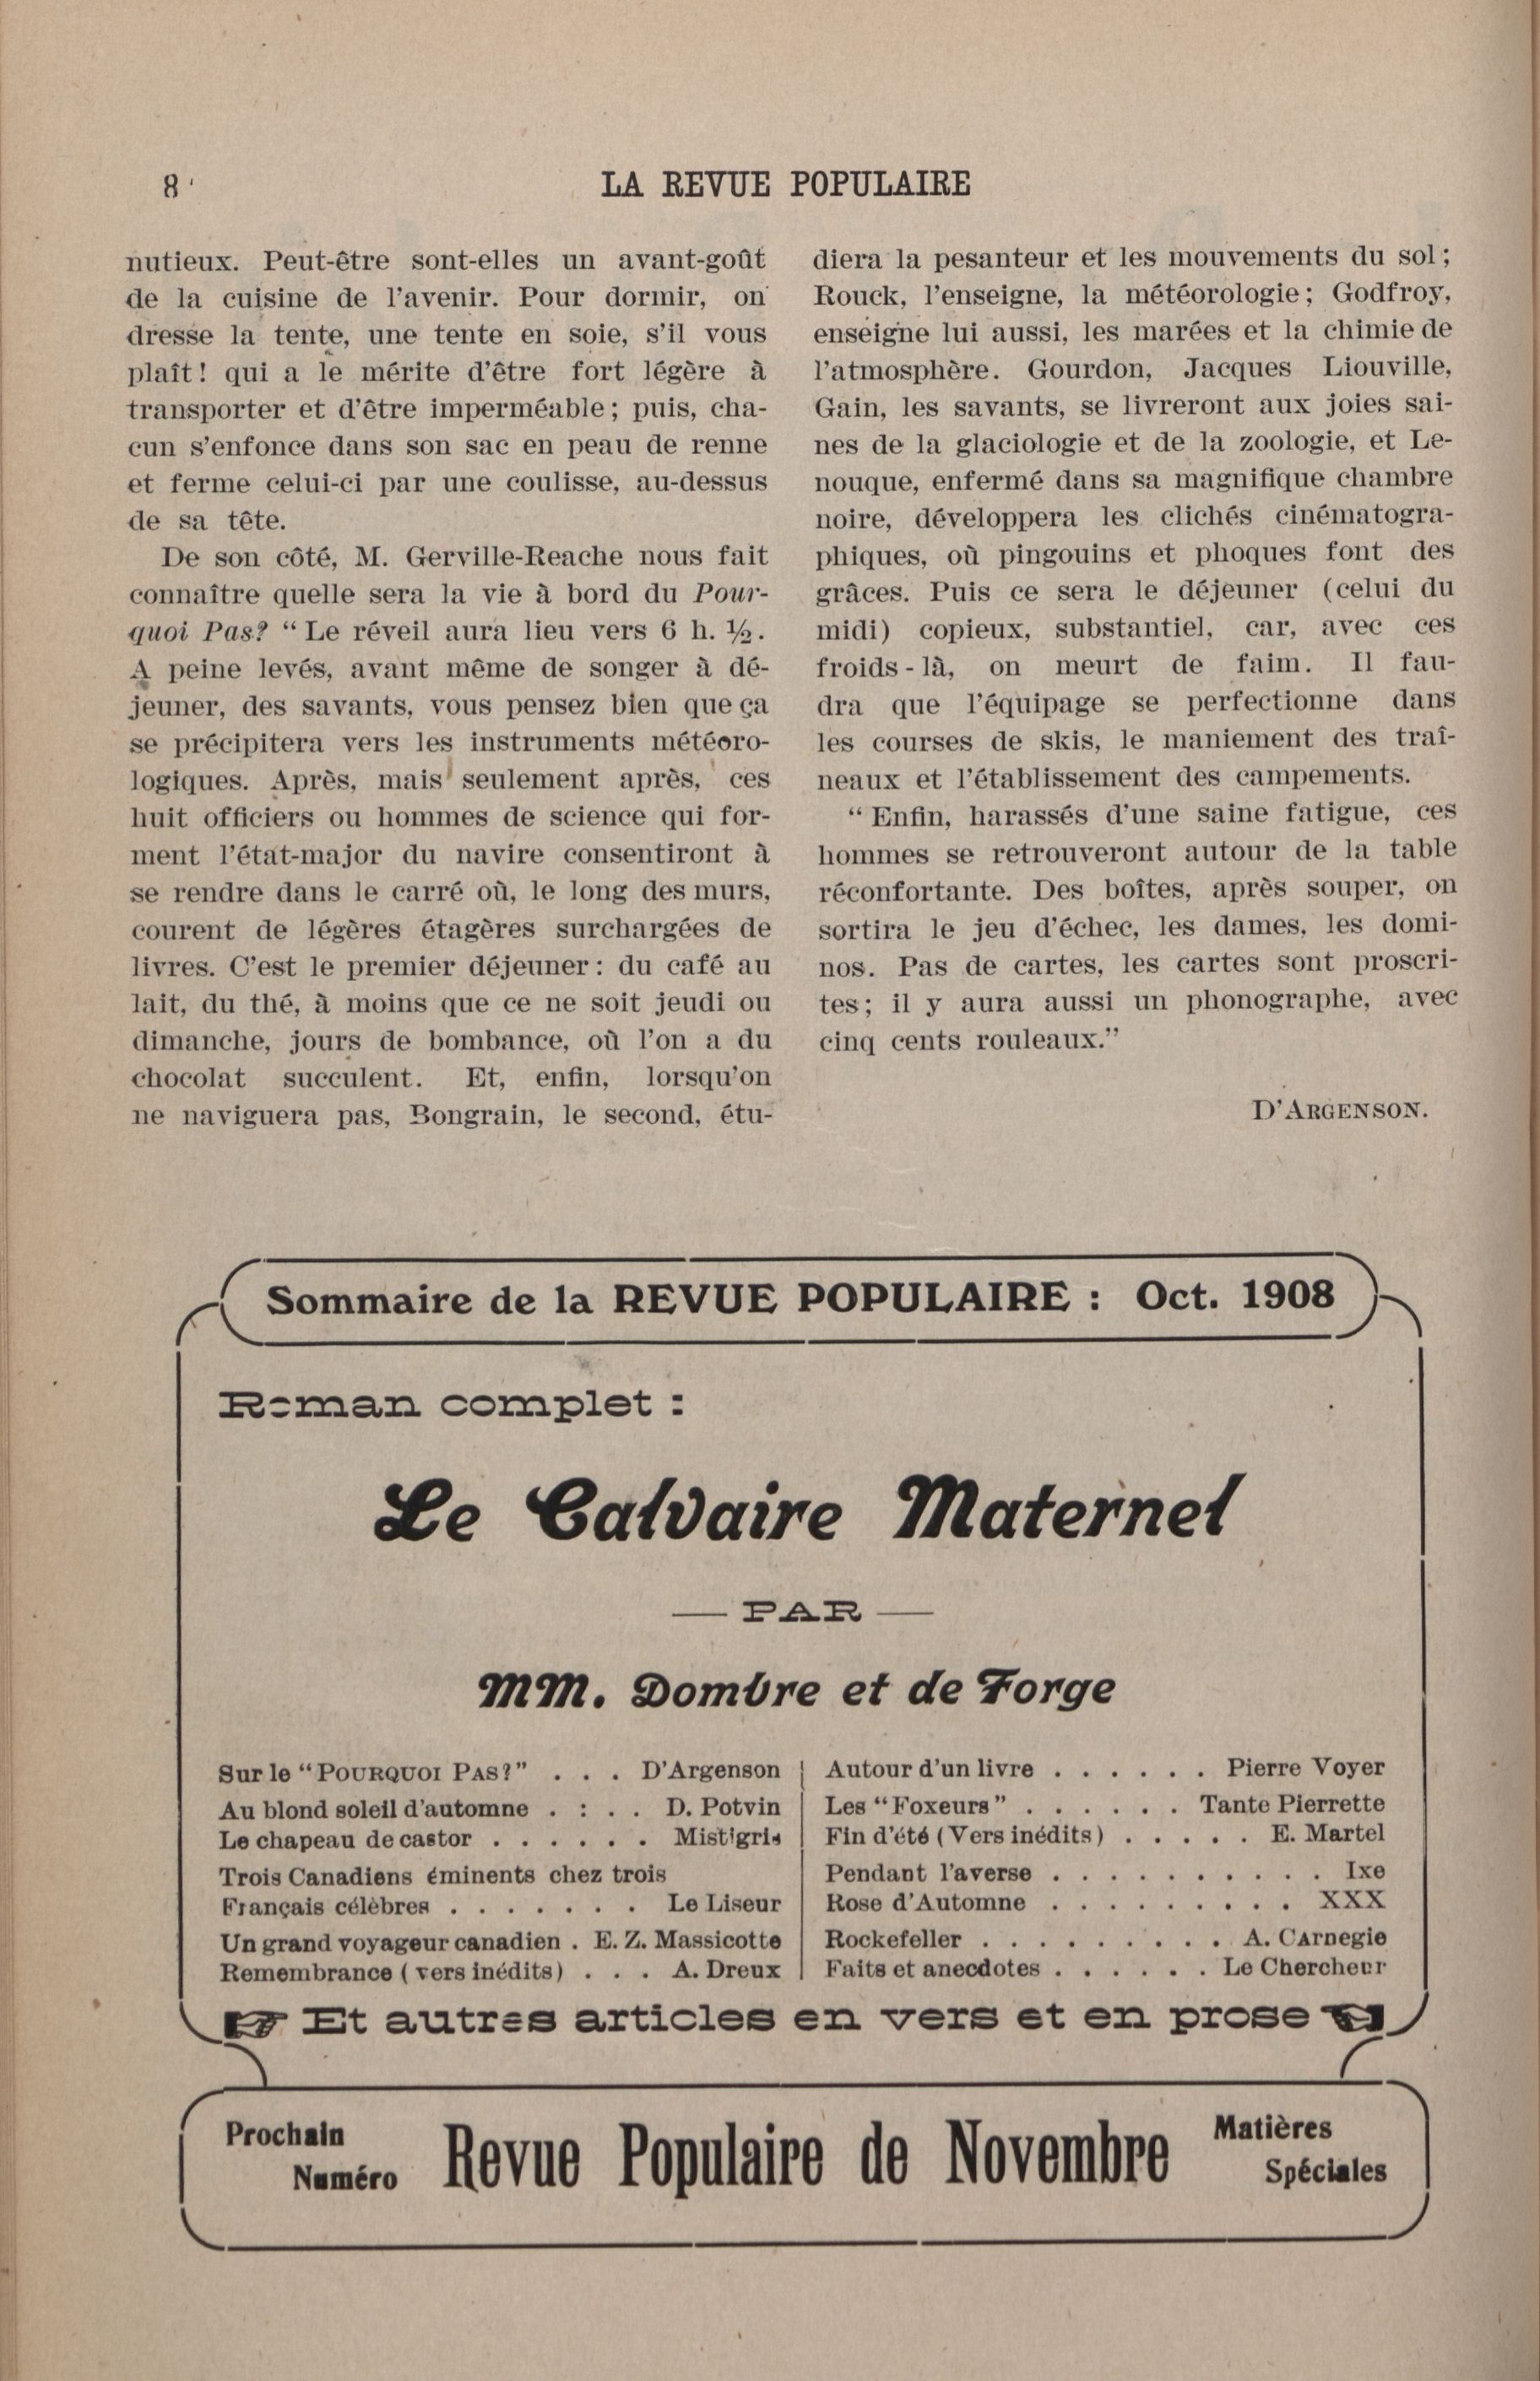 8
LA REVUE POPULAIRE
nutieux. Peut-être sont-elles un avant-goût
de la cuisine de l'avenir. Pour dormir, on
dresse la tente, une tente en soie, s'il vous
plaît! qui a le mérite d'être fort légère à
transporter et d'être imperméable; puis, cha-
cun s'enfonce dans son sac en peau de renne
et ferme celui-ci par une coulisse, au-dessus
de sa tête.
De son côté, M. Gerville-Reache nous fait
connaître quelle sera la vie à bord du Pour-
quoi Pas? “Le réveil aura lieu vers 6 h. ½.
A peine levés, avant même de songer à dé-
jeuner, des savants, vous pensez bien que ça
se précipitera vers les instruments météoro-
logiques. Après, mais seulement après, ces
huit officiers ou hommes de science qui for-
ment l'état-major du navire consentiront à
se rendre dans le carré où, le long des murs,
courent de légères étagères surchargées de
livres. C'est le premier déjeuner: du café au
lait, du thé, à moins que ce ne soit jeudi ou
dimanche, jours de bombance, où l'on a du
chocolat succulent. Et, enfin, lorsqu'on
ne naviguera pas, Bongrain, le second, étu-
diera la pesanteur et les mouvements du sol;
Rouck, l'enseigne, la météorologie; Godfroy,
enseigne lui aussi, les marées et la chimie de
l'atmosphère. Gourdon, Jacques Liouville,
Gain, les savants, se livreront aux joies sai-
nes de la glaciologie et de la zoologie, et Le-
nouque, enfermé dans sa magnifique chambre
noire, développera les clichés cinématogra-
phiques, où pingouins et phoques font des
grâces. Puis ce sera le déjeuner (celui du
midi) copieux, substantiel, car, avec ces
froids-là, on meurt de faim. Il fau-
dra que l'équipage se perfectionne dans
les courses de skis, le maniement des traî-
neaux et l'établissement des campements.
“Enfin, harassés d'une saine fatigue, ces
hommes se retrouveront autour de la table
réconfortante. Des boîtes, après souper, on
sortira le jeu d'échec, les dames, les domi-
nos. Pas de cartes, les cartes sont proscri-
tes; il y aura aussi un phonographe, avec
cinq cents rouleaux.”
D'ARGENSON.
Sommaire de la REVUE POPULAIRE : Oct. 1908
Roman complet :
Le Calvaire Maternel
— PAR —
MM. Dombre et de Forge
Sur le “POURQUOI PAS?” . . . D'Argenson
Au blond soleil d'automne . : . . D. Potvin
Le chapeau de castor . . . . . . Mistigris
Trois Canadiens éminents chez trois
Français célèbres . . . . . . . Le Liseur
Un grand voyageur canadien . E. Z. Massicotte
Remembrance (vers inédits) . . . A. Dreux
Autour d'un livre . . . . . . Pierre Voyer
Les “Foxeurs” . . . . . . Tante Pierrette
Fin d'été (Vers inédits) . . . . . E. Martel
Pendant l'averse . . . . . . . . . . Ixe
Rose d'Automne . . . . . . . . . XXX
Rockefeller . . . . . . . . . A. Carnegie
Faits et anecdotes . . . . . . Le Chercheur
Et autres articles en vers et en prose
Prochain
Numéro
Revue Populaire de Novembre
Matières
Spéciales